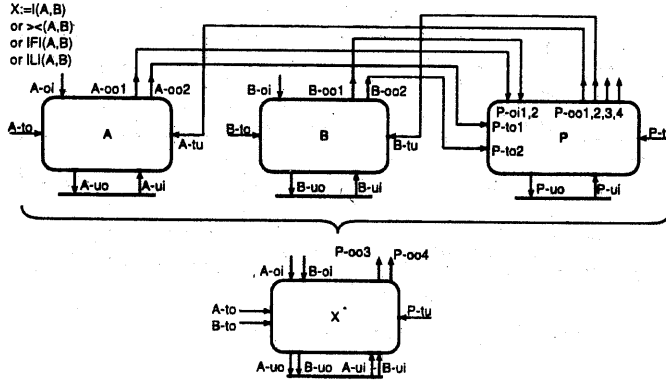 X:=|(A,B)
or ><(A,B)
or |F|(A,B)
or |L|(A,B)
A-oi
A-oo1
A-oo2
B-oi
B-oo1
B-oo2
P-oi1,2
P-oo1,2,3,4
A-to
A
A-tu
B-to
B
B-tu
P-to1
P-to2
P
P-t
A-uo
A-ui
B-uo
B-ui
P-uo
P-ui
A-oi
B-oi
P-oo3
P-oo4
A-to
B-to
X
P-tu
A-uo
B-uo
A-ui
B-ui